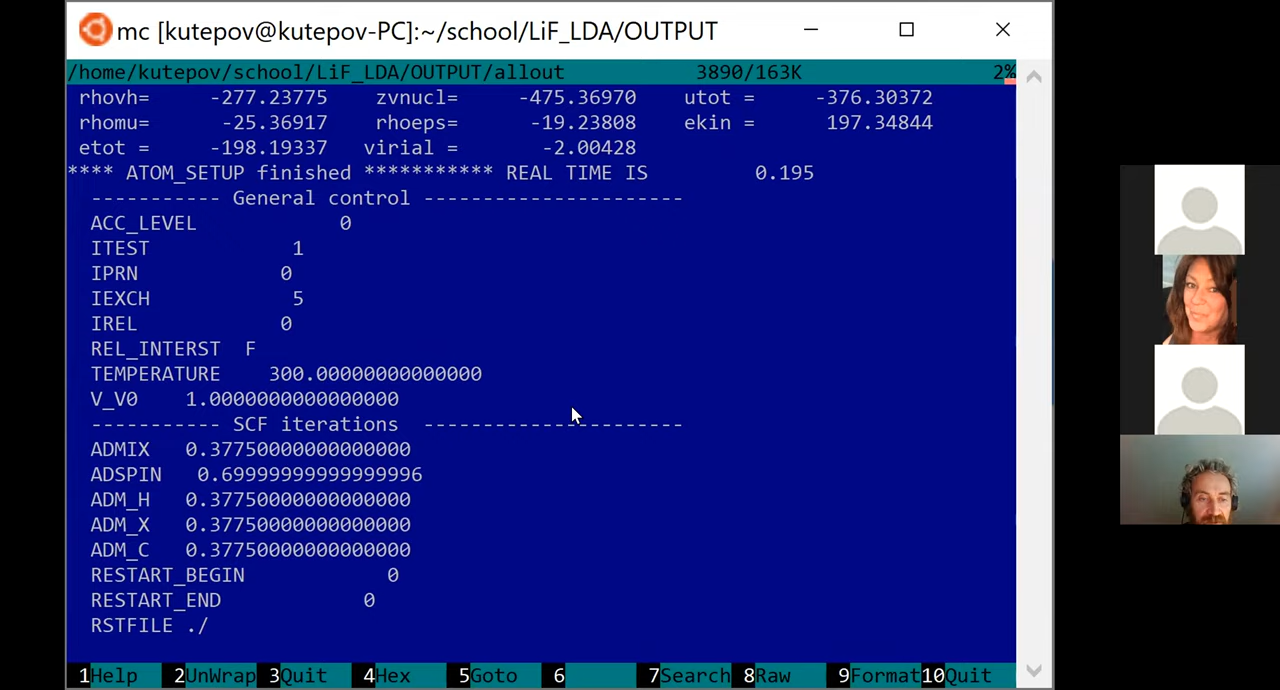 mc [kutepov@kutepov-PC]:~/school/LiF_LDA/OUTPUT
/home/kutepov/school/LiF_LDA/OUTPUT/allout 3890/163K 2%
rhovh= -277.23775 zvnucl= -475.36970 utot = -376.30372
rhomu= -25.36917 rhoeps= -19.23808 ekin = 197.34844
etot = -198.19337 virial = -2.00428
**** ATOM_SETUP finished *********** REAL TIME IS 0.195
----------- General control ----------------------
ACC_LEVEL 0
ITEST 1
IPRN 0
IEXCH 5
IREL 0
REL_INTERST F
TEMPERATURE 300.00000000000000
V_V0 1.0000000000000000
----------- SCF iterations ----------------------
ADMIX 0.37750000000000000
ADSPIN 0.69999999999999996
ADM_H 0.37750000000000000
ADM_X 0.37750000000000000
ADM_C 0.37750000000000000
RESTART_BEGIN 0
RESTART_END 0
RSTFILE ./
1Help 2UnWrap 3Quit 4Hex 5Goto 6 7Search 8Raw 9Format 10Quit